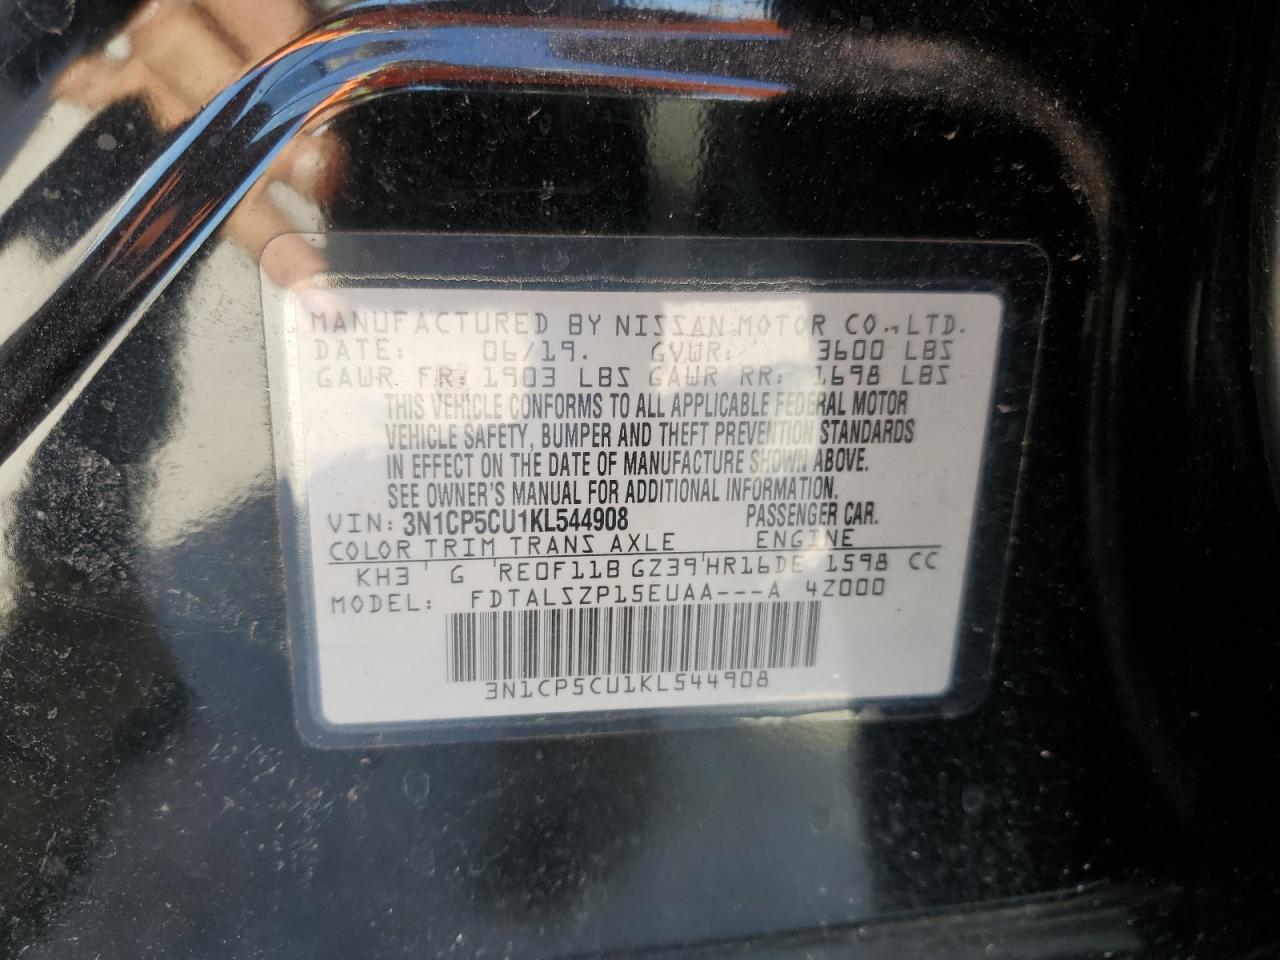 MANUFACTURED BY NISSAN MOTOR CO., LTD.
DATE: 06/19. GVWR: 3600 LBS
GAWR FR: 1903 LBS GAWR RR: 1698 LBS
THIS VEHICLE CONFORMS TO ALL APPLICABLE FEDERAL MOTOR
VEHICLE SAFETY, BUMPER AND THEFT PREVENTION STANDARDS
IN EFFECT ON THE DATE OF MANUFACTURE SHOWN ABOVE.
SEE OWNER'S MANUAL FOR ADDITIONAL INFORMATION.
VIN: 3N1CP5CU1KL544908 PASSENGER CAR.
COLOR TRIM TRANS AXLE ENGINE
KH3 ' G 'RE0F11B GZ39'HR16DE 1598 CC
MODEL: FDTALSZP15EUAA---A 4Z000
3N1CP5CU1KL544908